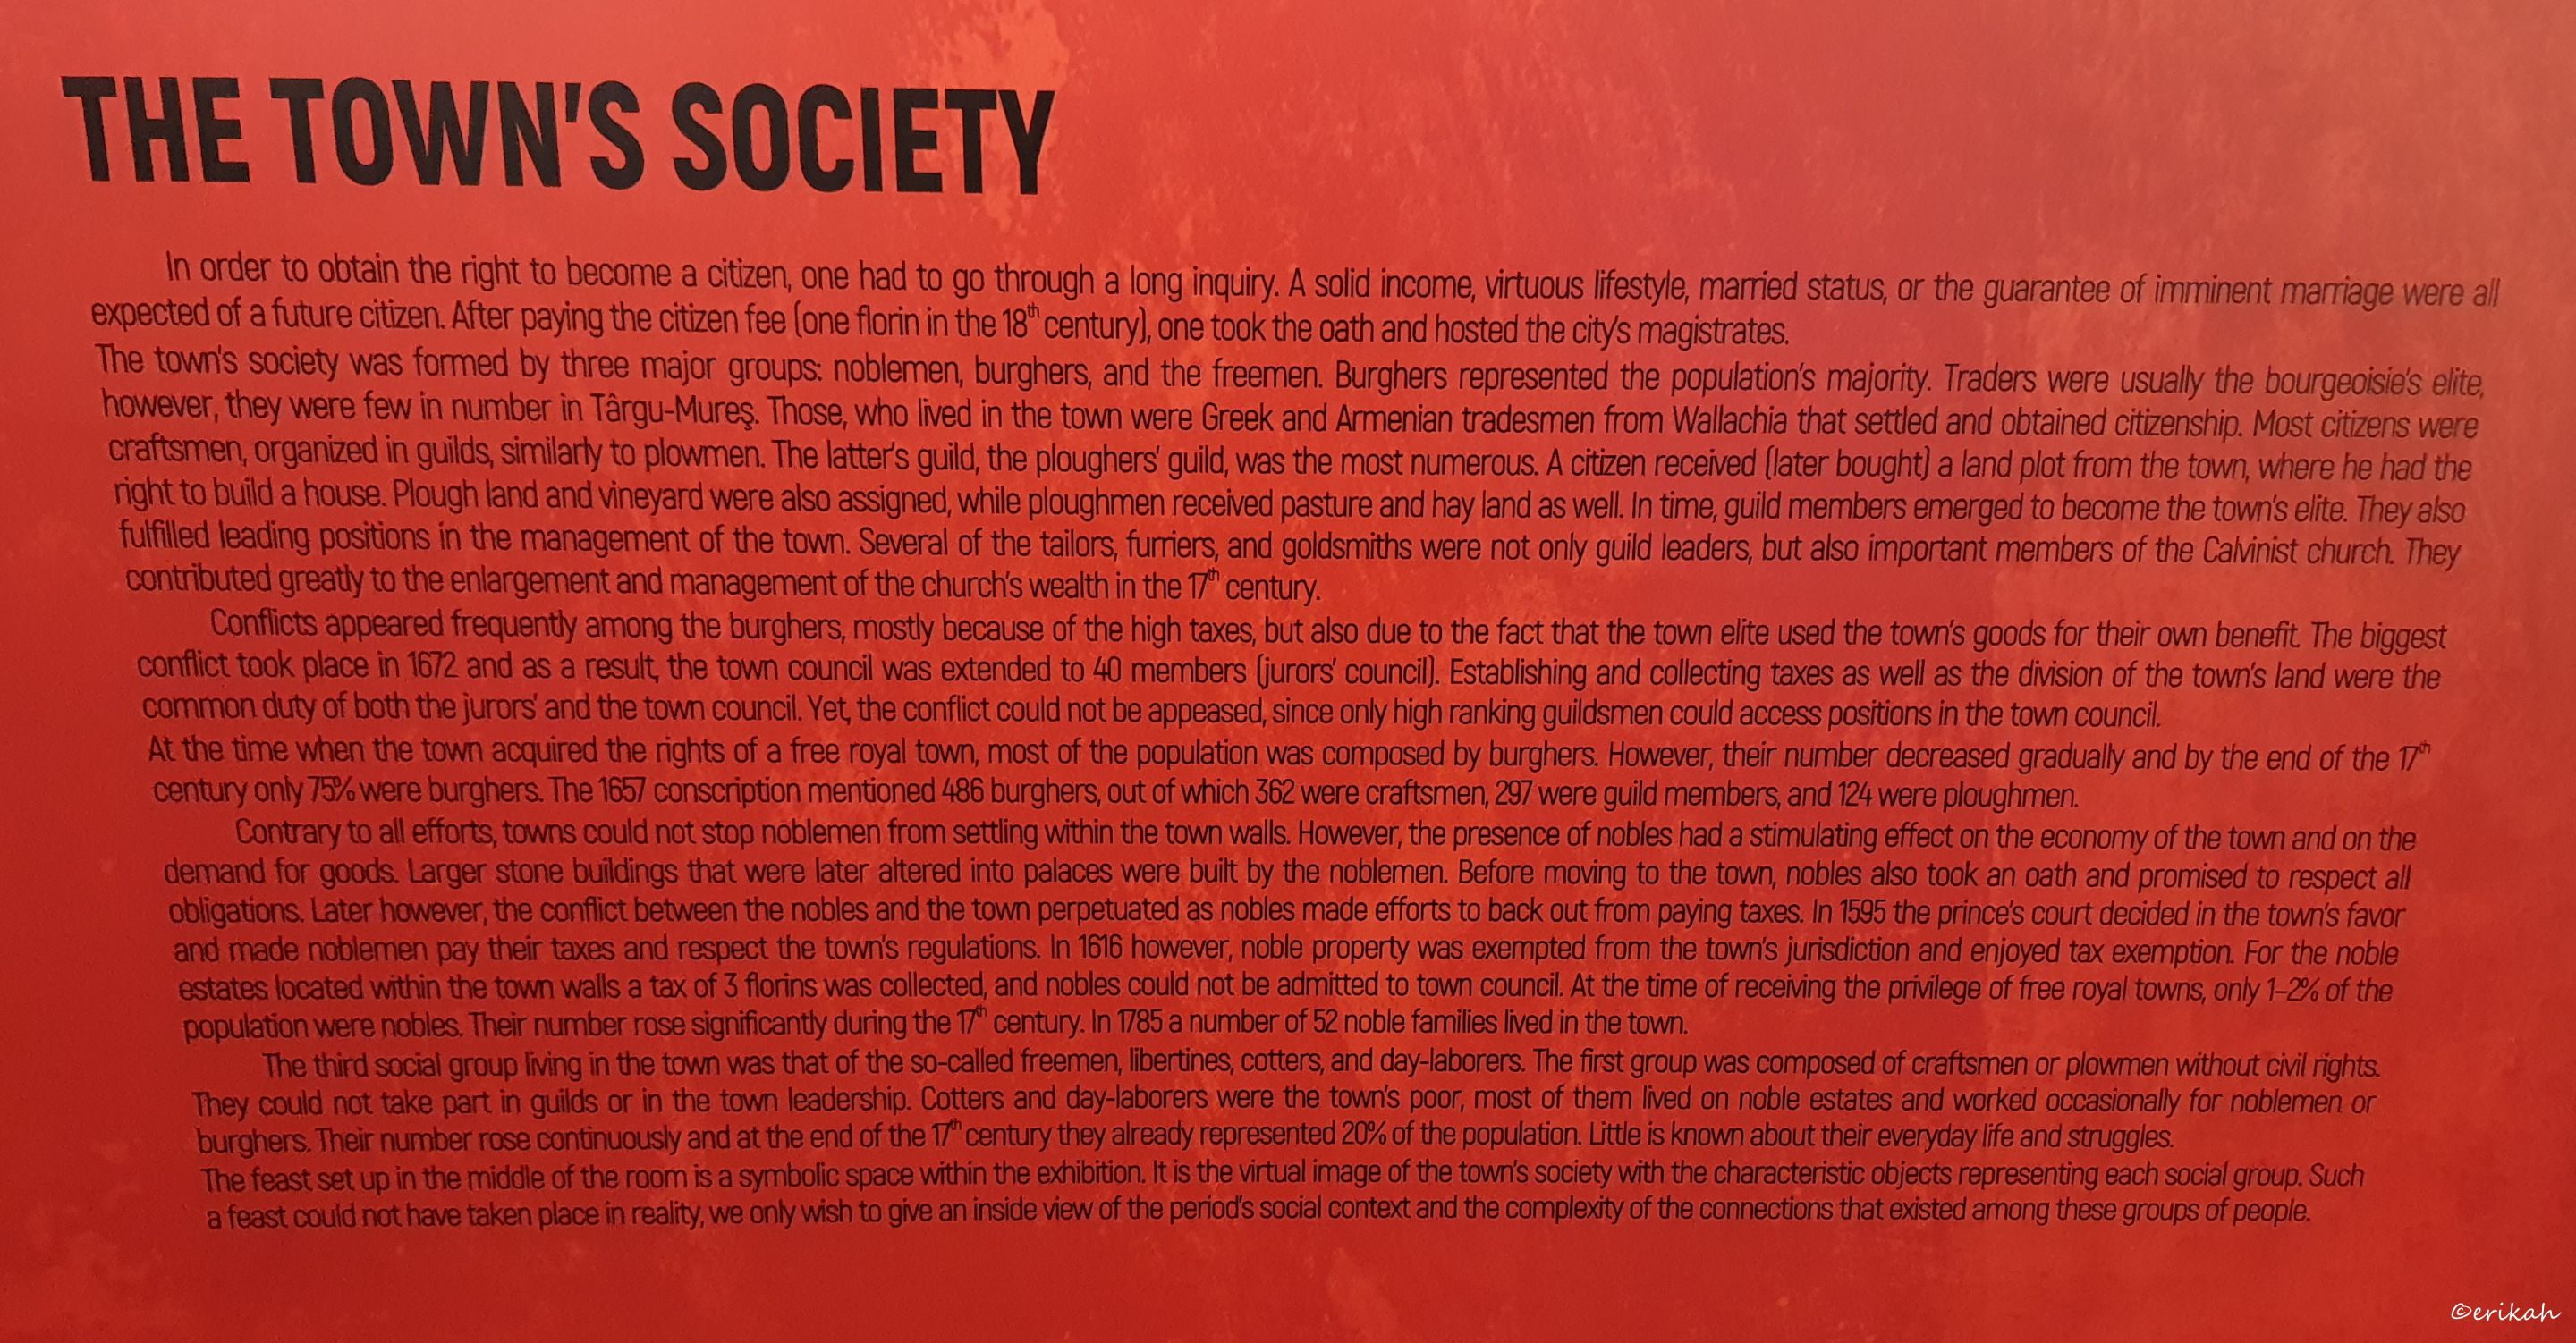 THE TOWN'S SOCIETY
In order to obtain the right to become a citizen, one had to go through a long inquiry. A solid income, virtuous lifestyle, married status, or the guarantee of imminent marriage were all
expected of a future citizen. After paying the citizen fee (one florin in the 18th century), one took the oath and hosted the city's magistrates.
The town's society was formed by three major groups: noblemen, burghers, and the freemen. Burghers represented the population's majority. Traders were usually the bourgeoisie's elite,
however, they were few in number in Târgu-Mureş. Those, who lived in the town were Greek and Armenian tradesmen from Wallachia that settled and obtained citizenship. Most citizens were
craftsmen, organized in guilds, similarly to plowmen. The latter's guild, the ploughers' guild, was the most numerous. A citizen received (later bought) a land plot from the town, where he had the
right to build a house. Plough land and vineyard were also assigned, while ploughmen received pasture and hay land as well. In time, guild members emerged to become the town's elite. They also
fulfilled leading positions in the management of the town. Several of the tailors, furriers, and goldsmiths were not only guild leaders, but also important members of the Calvinist church. They
contributed greatly to the enlargement and management of the church's wealth in the 17th century.
Conflicts appeared frequently among the burghers, mostly because of the high taxes, but also due to the fact that the town elite used the town's goods for their own benefit. The biggest
conflict took place in 1672 and as a result, the town council was extended to 40 members (jurors' council). Establishing and collecting taxes as well as the division of the town's land were the
common duty of both the jurors' and the town council. Yet, the conflict could not be appeased, since only high ranking guildsmen could access positions in the town council.
At the time when the town acquired the rights of a free royal town, most of the population was composed by burghers. However, their number decreased gradually and by the end of the 17th
century only 75% were burghers. The 1657 conscription mentioned 486 burghers, out of which 362 were craftsmen, 297 were guild members, and 124 were ploughmen.
Contrary to all efforts, towns could not stop noblemen from settling within the town walls. However, the presence of nobles had a stimulating effect on the economy of the town and on the
demand for goods. Larger stone buildings that were later altered into palaces were built by the noblemen. Before moving to the town, nobles also took an oath and promised to respect all
obligations. Later however, the conflict between the nobles and the town perpetuated as nobles made efforts to back out from paying taxes. In 1595 the prince's court decided in the town's favor
and made noblemen pay their taxes and respect the town's regulations. In 1616 however, noble property was exempted from the town's jurisdiction and enjoyed tax exemption. For the noble
estates located within the town walls a tax of 3 florins was collected, and nobles could not be admitted to town council. At the time of receiving the privilege of free royal towns, only 1-2% of the
population were nobles. Their number rose significantly during the 17th century. In 1785 a number of 52 noble families lived in the town.
The third social group living in the town was that of the so-called freemen, libertines, cotters, and day-laborers. The first group was composed of craftsmen or plowmen without civil rights.
They could not take part in guilds or in the town leadership. Cotters and day-laborers were the town's poor, most of them lived on noble estates and worked occasionally for noblemen or
burghers. Their number rose continuously and at the end of the 17th century they already represented 20% of the population. Little is known about their everyday life and struggles.
The feast set up in the middle of the room is a symbolic space within the exhibition. It is the virtual image of the town's society with the characteristic objects representing each social group. Such
a feast could not have taken place in reality, we only wish to give an inside view of the period's social context and the complexity of the connections that existed among these groups of people.
©erikah